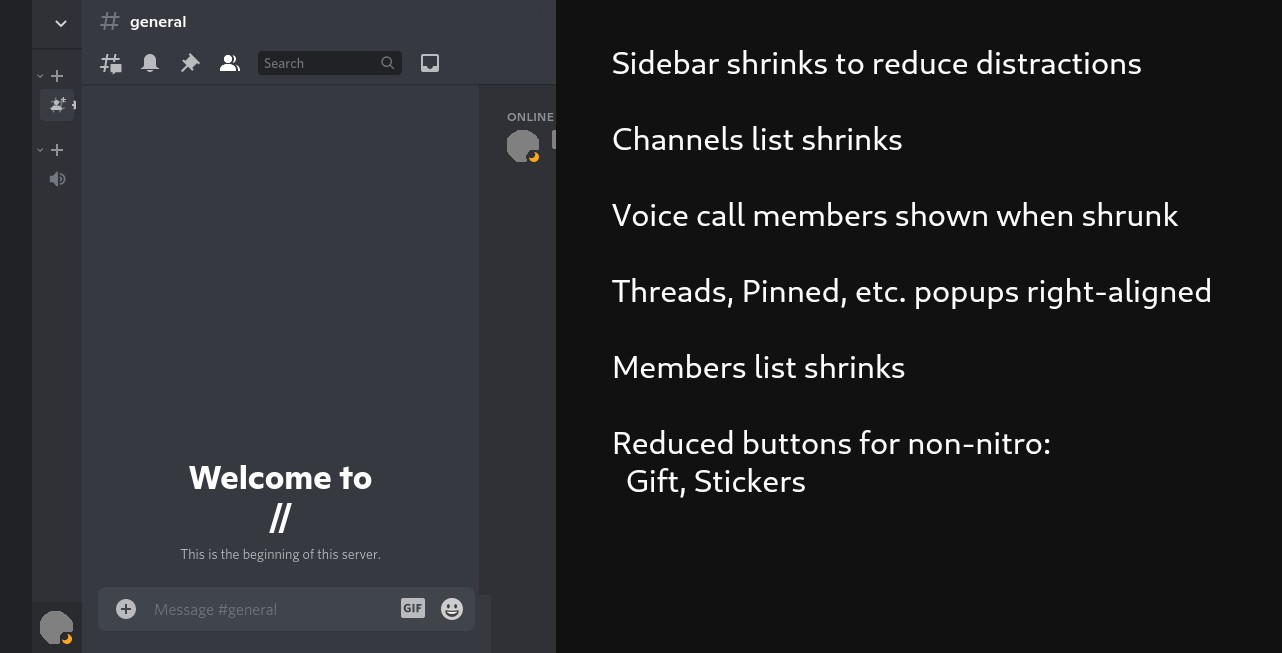 general
Search
ONLINE
Welcome to
//
This is the beginning of this server.
Message #general
GIF
Sidebar shrinks to reduce distractions
Channels list shrinks
Voice call members shown when shrunk
Threads, Pinned, etc. popups right-aligned
Members list shrinks
Reduced buttons for non-nitro:
Gift, Stickers